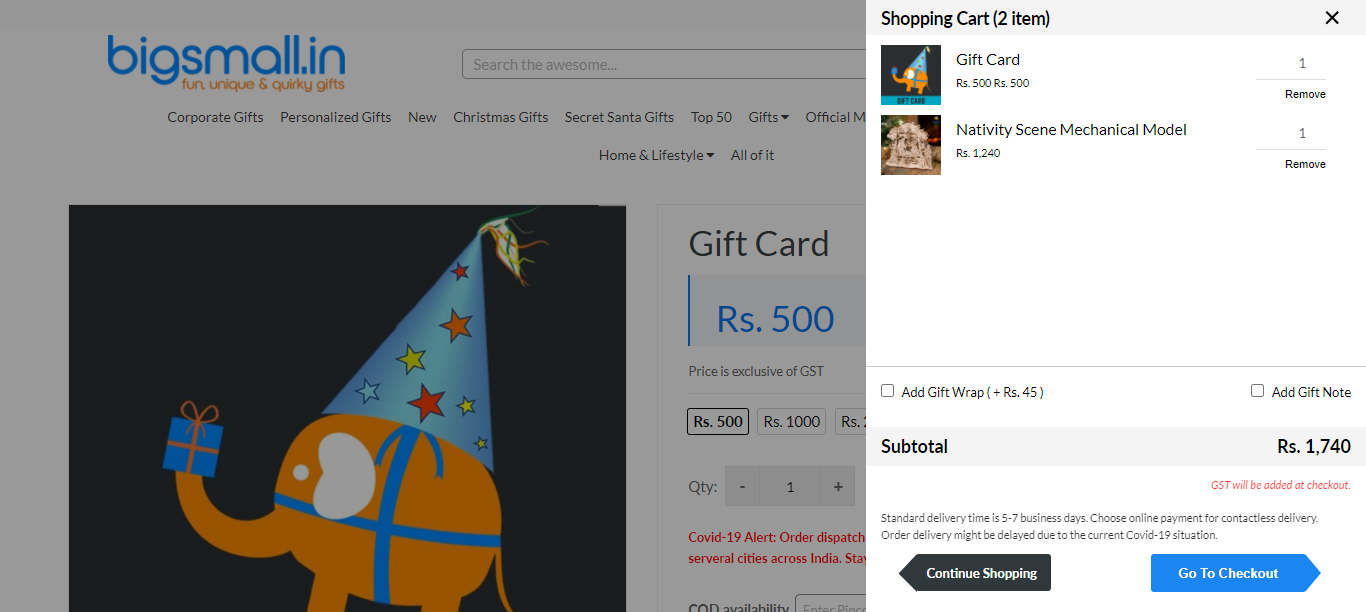 bigsmall.in
fun, unique & quirky gifts
Search the awesome...
Corporate Gifts Personalized Gifts New Christmas Gifts Secret Santa Gifts Top 50 Gifts Official M
Home & Lifestyle All of it
Gift Card
Rs. 500
Price is exclusive of GST
Rs. 500 Rs. 1000 Rs. 2
Qty: - 1 +
Covid-19 Alert: Order dispatch
serveral cities across India. Stay
COD availability Enter Pinco
Shopping Cart (2 item) ✕
GIFT CARD
Gift Card 1
Rs. 500 Rs. 500
Remove
Nativity Scene Mechanical Model 1
Rs. 1,240
Remove
Add Gift Wrap ( + Rs. 45 ) Add Gift Note
Subtotal Rs. 1,740
GST will be added at checkout.
Standard delivery time is 5-7 business days. Choose online payment for contactless delivery.
Order delivery might be delayed due to the current Covid-19 situation.
Continue Shopping Go To Checkout